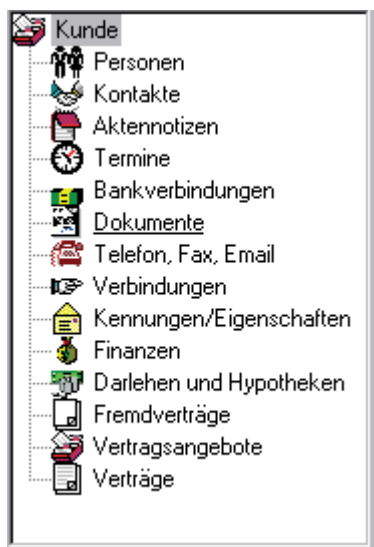 Kunde
Personen
Kontakte
Aktennotizen
Termine
Bankverbindungen
Dokumente
Telefon, Fax, Email
Verbindungen
Kennungen/Eigenschaften
Finanzen
Darlehen und Hypotheken
Fremdverträge
Vertragsangebote
Verträge